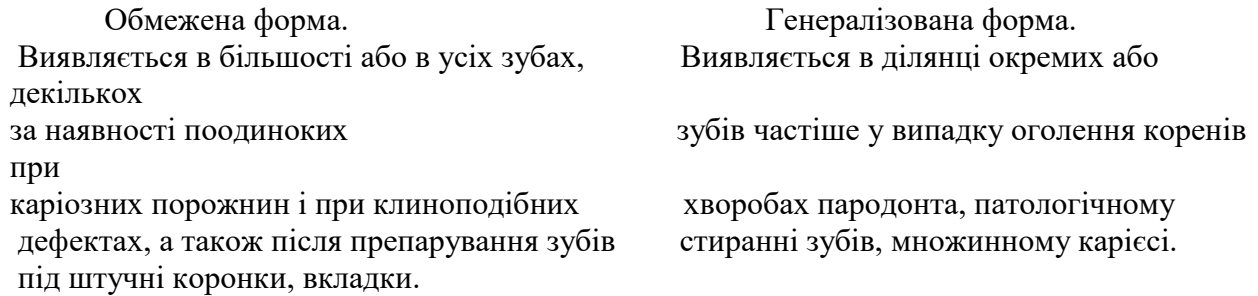 Обмежена форма. Генералізована форма.
Виявляється в більшості або в усіх зубах, Виявляється в ділянці окремих або
декількох
за наявності поодиноких зубів частіше у випадку оголення коренів
при
каріозних порожнин і при клиноподібних хворобах пародонта, патологічному
дефектах, а також після препарування зубів стиранні зубів, множинному карієсі.
під штучні коронки, вкладки.